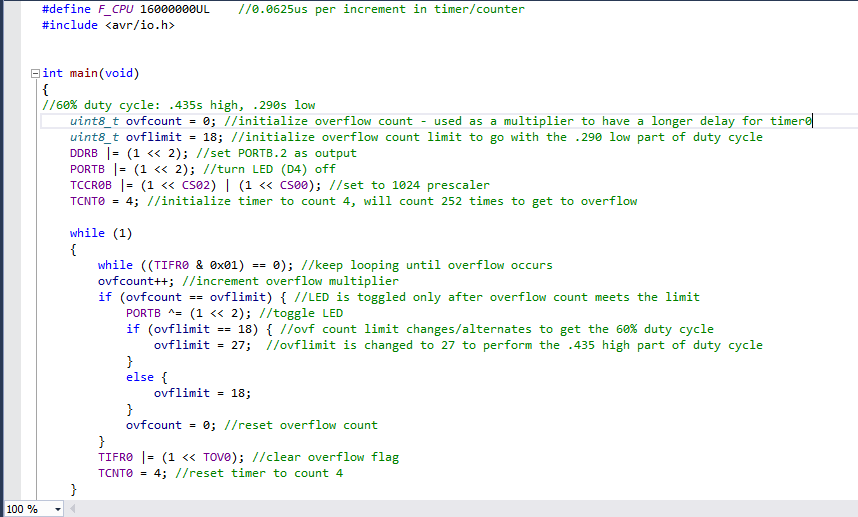 #define F_CPU 16000000UL    //0.0625us per increment in timer/counter
#include <avr/io.h>
int main(void)
{
//60% duty cycle: .435s high, .290s low
    uint8_t ovfcount = 0; //initialize overflow count - used as a multiplier to have a longer delay for timer0
    uint8_t ovflimit = 18; //initialize overflow count limit to go with the .290 low part of duty cycle
    DDRB |= (1 << 2); //set PORTB.2 as output
    PORTB |= (1 << 2); //turn LED (D4) off
    TCCR0B |= (1 << CS02) | (1 << CS00); //set to 1024 prescaler
    TCNT0 = 4; //initialize timer to count 4, will count 252 times to get to overflow
    while (1)
    {
        while ((TIFR0 & 0x01) == 0); //keep looping until overflow occurs
        ovfcount++; //increment overflow multiplier
        if (ovfcount == ovflimit) { //LED is toggled only after overflow count meets the limit
            PORTB ^= (1 << 2); //toggle LED
            if (ovflimit == 18) { //ovf count limit changes/alternates to get the 60% duty cycle
                ovflimit = 27;  //ovflimit is changed to 27 to perform the .435 high part of duty cycle
            }
            else {
                ovflimit = 18;
            }
            ovfcount = 0; //reset overflow count
        }
        TIFR0 |= (1 << TOV0); //clear overflow flag
        TCNT0 = 4; //reset timer to count 4
    }
100 %